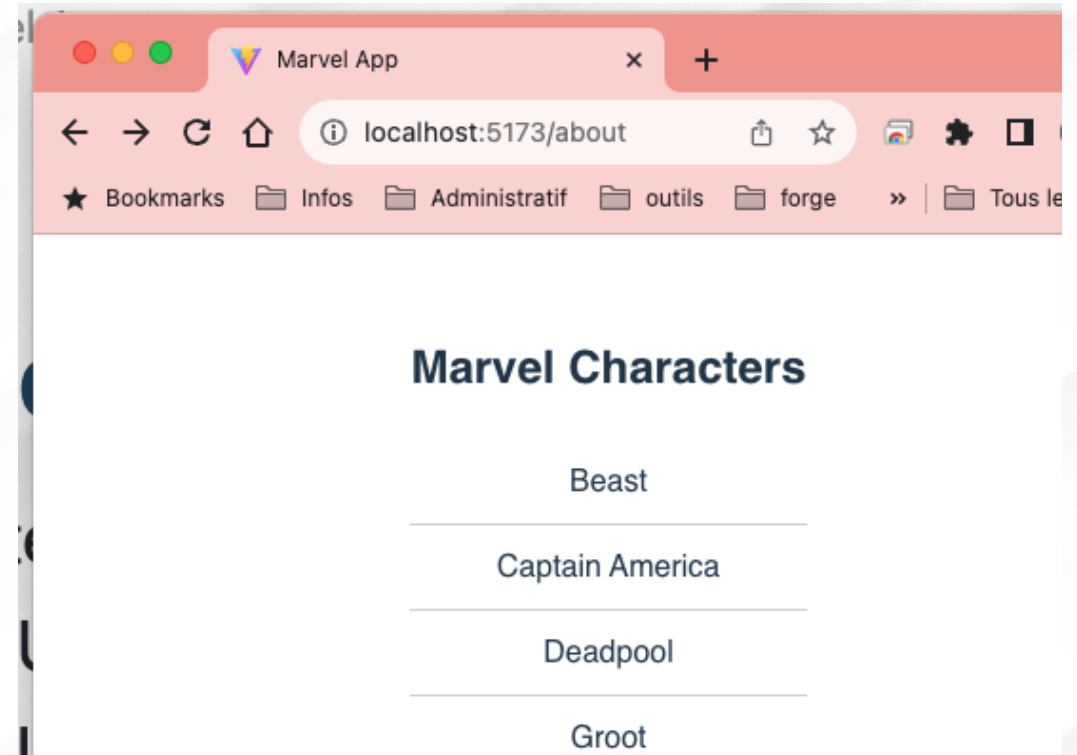 Marvel App
localhost:5173/about
Bookmarks Infos Administratif outils forge » Tous le
Marvel Characters
Beast
Captain America
Deadpool
Groot